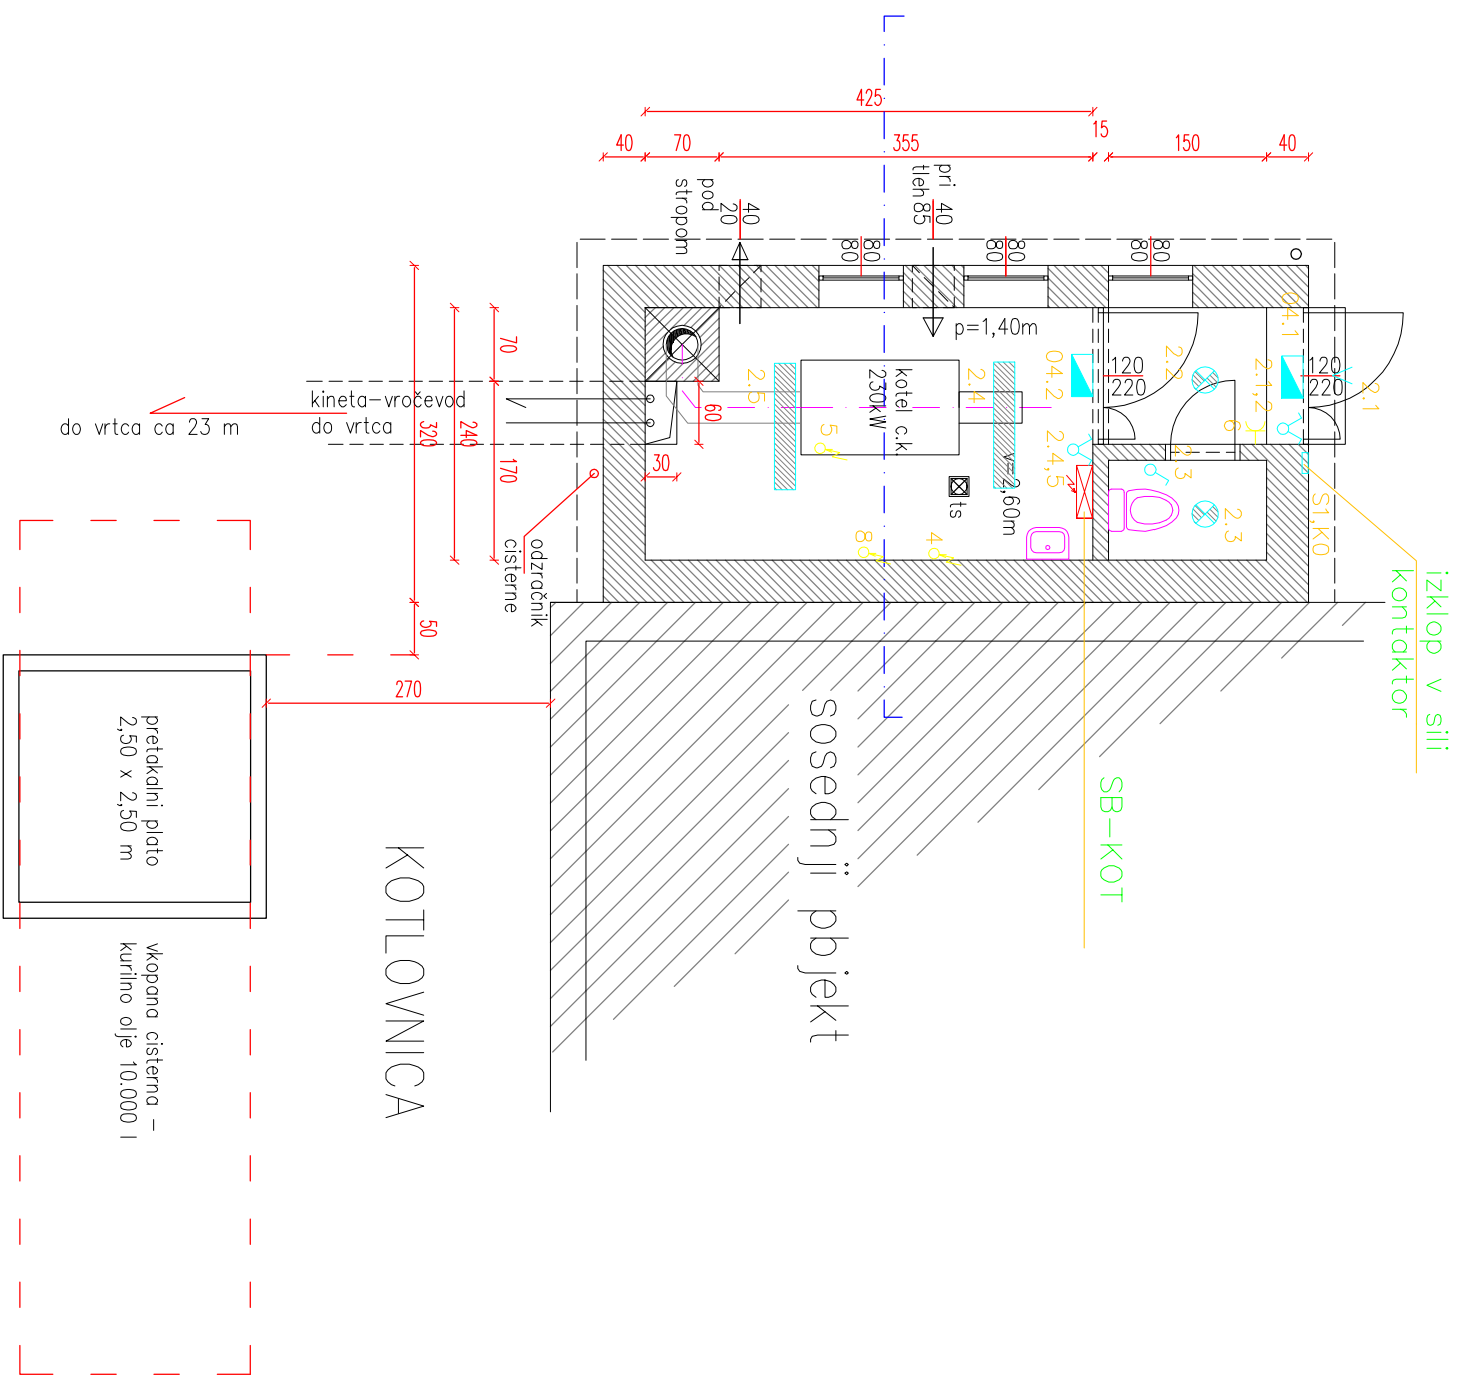 425
15
40
70
355
150
40
pod
stropom
40
20
pri
tleh
40
85
80
80
80
80
80
80
p=1,40m
04.1
120
220
2.1
04.2
120
220
2.2
2.1,2
6
2.5
kotel c.k.
230kW
2.4
2.4,5
2.3
2.3
S1,K0
5
v=2,60m
ts
8
4
70
60
30
kineta-vročevod
do vrtca
do vrtca ca 23 m
320
240
170
50
odzračnik
cisterne
izklop v sili
kontaktor
SB-KOT
270
sosednji pbjekt
pretakalni plato
2,50 x 2,50 m
KOTLOVNICA
vkopana cisterna -
kurilno olje 10.000 l